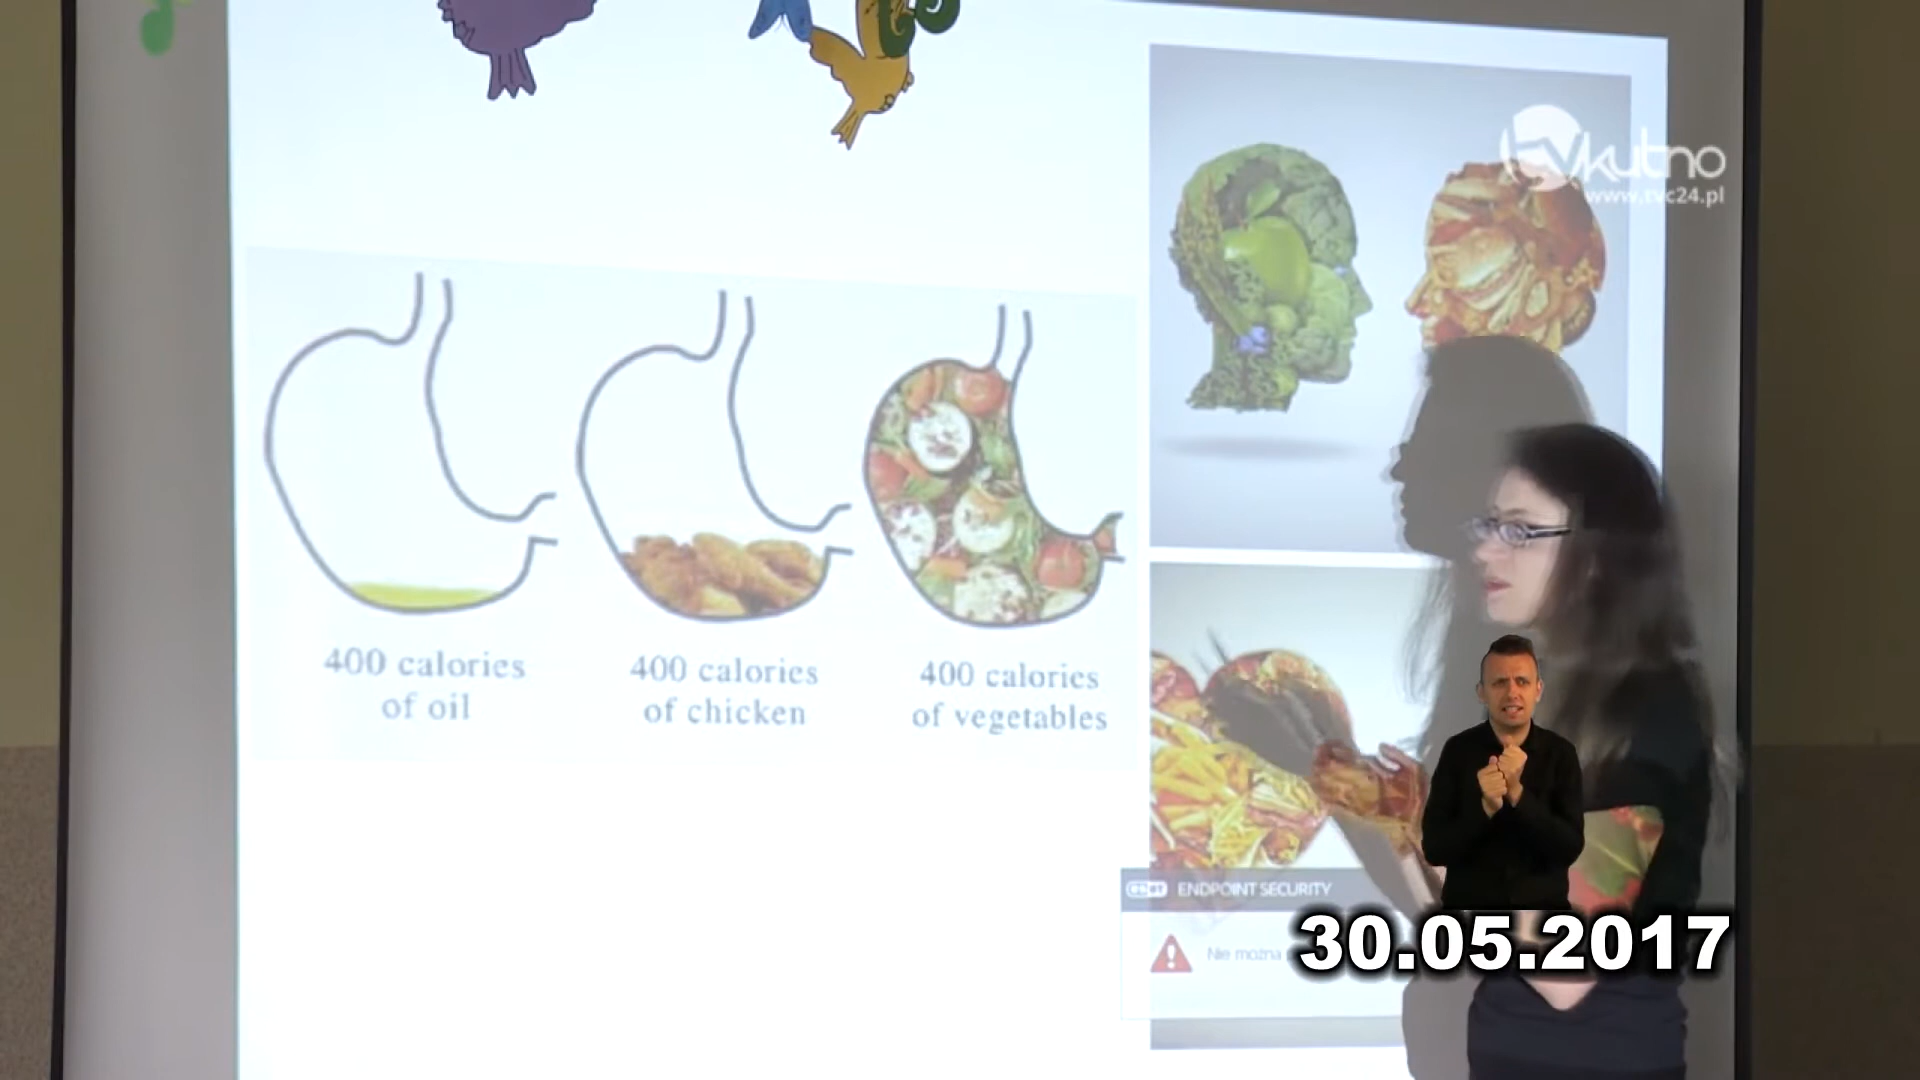 tvkutno
www.tvc24.pl
400 calories
of oil
400 calories
of chicken
400 calories
of vegetables
eset ENDPOINT SECURITY
Nie można
30.05.2017